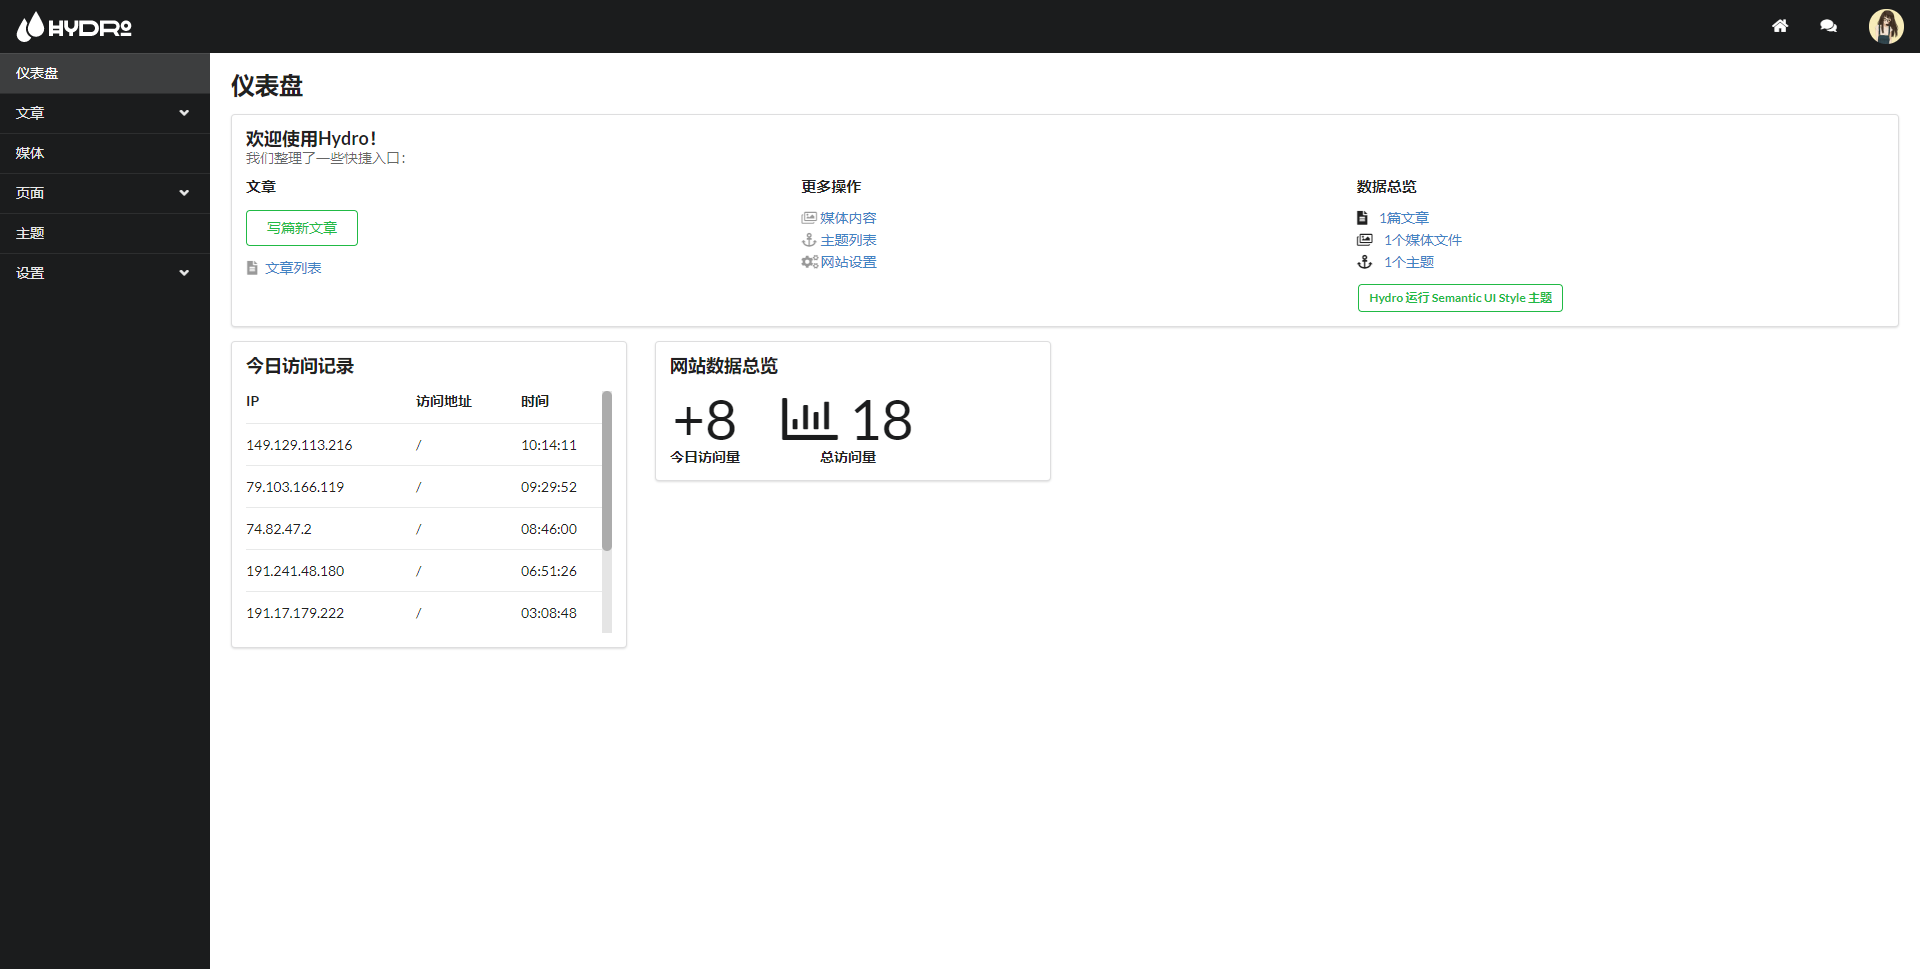 HYDRO
仪表盘
文章
媒体
页面
主题
设置
仪表盘
欢迎使用Hydro！
我们整理了一些快捷入口：
文章
写篇新文章
文章列表
更多操作
媒体内容
主题列表
网站设置
数据总览
1篇文章
1个媒体文件
1个主题
Hydro 运行 Semantic UI Style 主题
今日访问记录
IP 访问地址 时间
149.129.113.216 / 10:14:11
79.103.166.119 / 09:29:52
74.82.47.2 / 08:46:00
191.241.48.180 / 06:51:26
191.17.179.222 / 03:08:48
网站数据总览
+8 18
今日访问量 总访问量